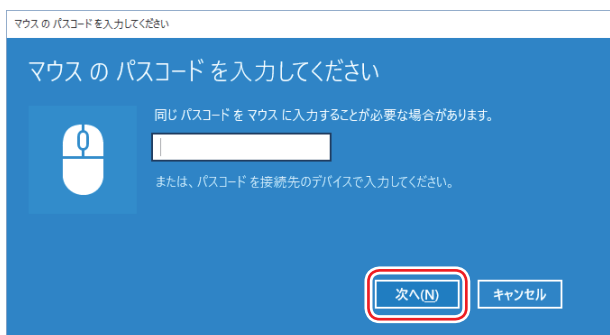 マウス の パスコードを入力してください
マウス の パスコード を入力してください
同じ パスコード を マウス に入力することが必要な場合があります。
または、パスコード を接続先のデバイスで入力してください。
次へ(N) キャンセル